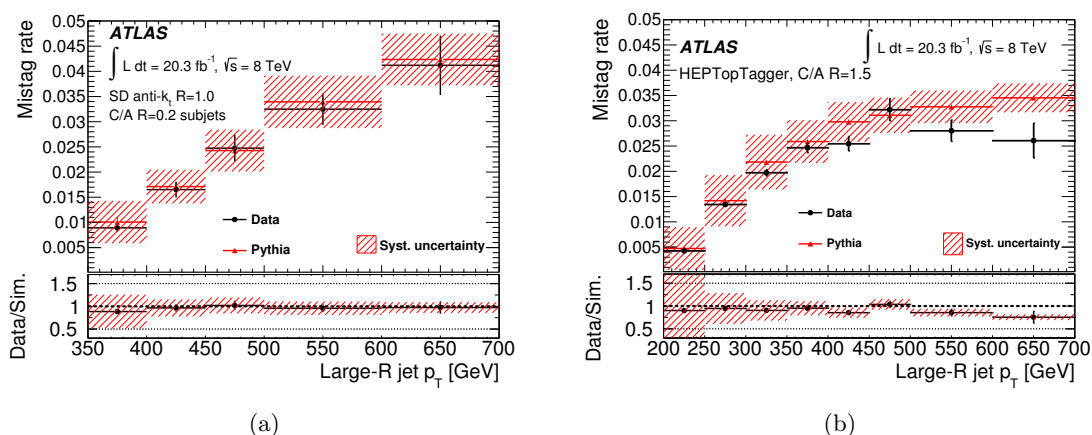 Mistag rate
0.05
0.045
0.04
0.035
0.03
0.025
0.02
0.015
0.01
0.005
ATLAS
∫ L dt = 20.3 fb⁻¹, √s = 8 TeV
SD anti-kₜ R=1.0
C/A R=0.2 subjets
Data
Pythia
Syst. uncertainty
Data/Sim.
1.5
1
0.5
350 400 450 500 550 600 650 700
Large-R jet p_T [GeV]
(a)
Mistag rate
0.05
0.045
0.04
0.035
0.03
0.025
0.02
0.015
0.01
0.005
ATLAS
∫ L dt = 20.3 fb⁻¹, √s = 8 TeV
HEPTopTagger, C/A R=1.5
Data
Pythia
Syst. uncertainty
Data/Sim.
1.5
1
0.5
200 250 300 350 400 450 500 550 600 650 700
Large-R jet p_T [GeV]
(b)